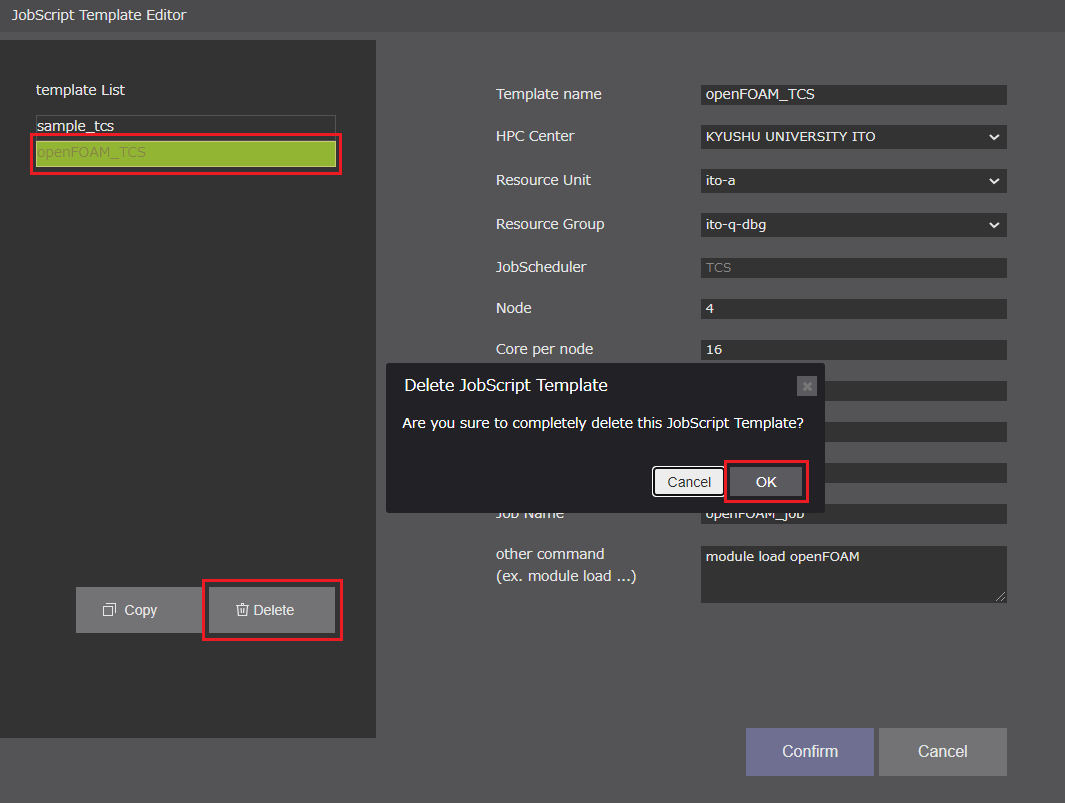 JobScript Template Editor
template List
sample_tcs
openFOAM_TCS
Copy
Delete
Template name
openFOAM_TCS
HPC Center
KYUSHU UNIVERSITY ITO
Resource Unit
ito-a
Resource Group
ito-q-dbg
JobScheduler
TCS
Node
4
Core per node
16
Delete JobScript Template
Are you sure to completely delete this JobScript Template?
Cancel
OK
Job Name
openFOAM_job
other command
(ex. module load ...)
module load openFOAM
Confirm
Cancel